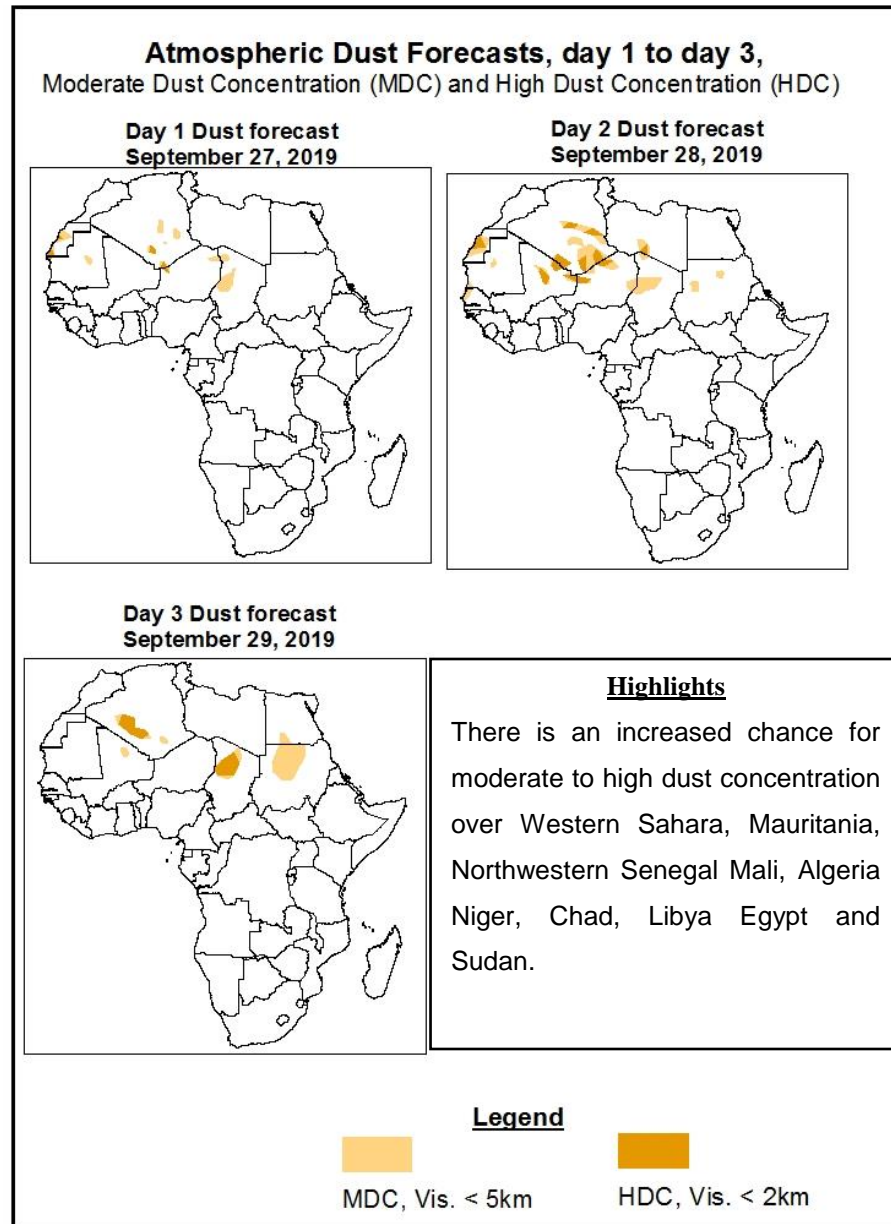 Atmospheric Dust Forecasts, day 1 to day 3,
Moderate Dust Concentration (MDC) and High Dust Concentration (HDC)
Day 1 Dust forecast
September 27, 2019
Day 2 Dust forecast
September 28, 2019
Day 3 Dust forecast
September 29, 2019
Highlights
There is an increased chance for
moderate to high dust concentration
over Western Sahara, Mauritania,
Northwestern Senegal Mali, Algeria
Niger, Chad, Libya Egypt and
Sudan.
Legend
MDC, Vis. < 5km
HDC, Vis. < 2km